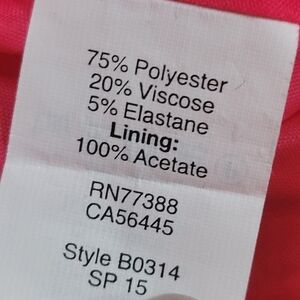 75% Polyester
20% Viscose
5% Elastane
Lining:
100% Acetate
RN77388
CA56445
Style B0314
SP 15